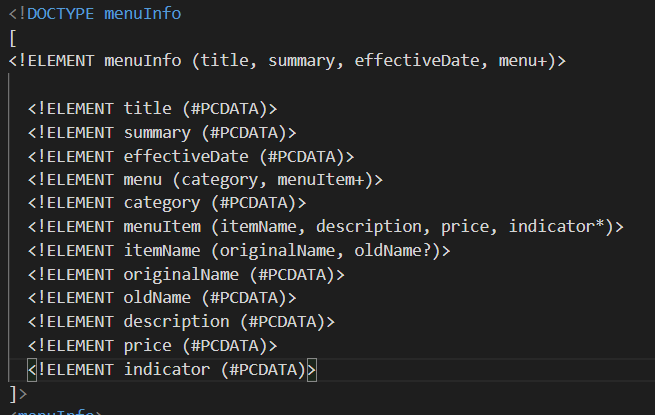 <!DOCTYPE menuInfo
[
<!ELEMENT menuInfo (title, summary, effectiveDate, menu+)>
<!ELEMENT title (#PCDATA)>
<!ELEMENT summary (#PCDATA)>
<!ELEMENT effectiveDate (#PCDATA)>
<!ELEMENT menu (category, menuItem+)>
<!ELEMENT category (#PCDATA)>
<!ELEMENT menuItem (itemName, description, price, indicator*)>
<!ELEMENT itemName (originalName, oldName?)>
<!ELEMENT originalName (#PCDATA)>
<!ELEMENT oldName (#PCDATA)>
<!ELEMENT description (#PCDATA)>
<!ELEMENT price (#PCDATA)>
<!ELEMENT indicator (#PCDATA)>
]>
<menuInfo>